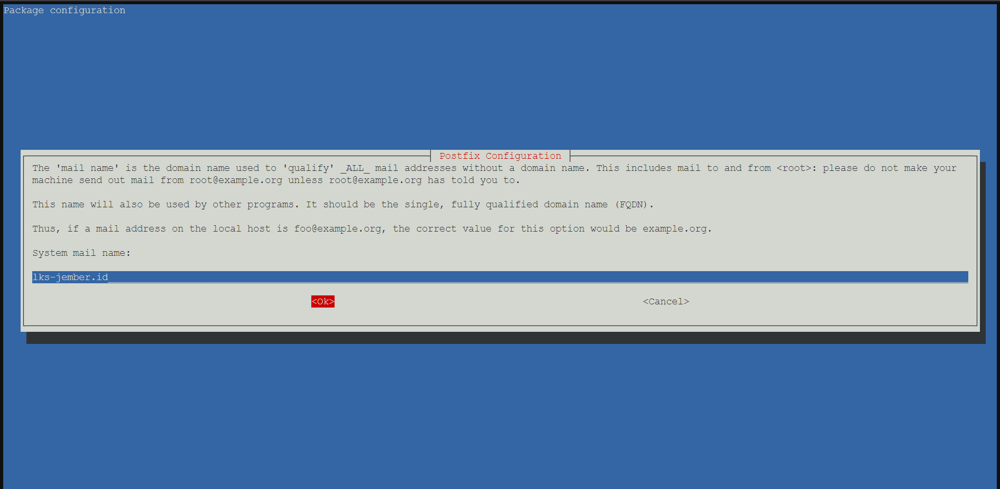 Package configuration
Postfix Configuration
The 'mail name' is the domain name used to 'qualify' _ALL_ mail addresses without a domain name. This includes mail to and from <root>: please do not make your
machine send out mail from root@example.org unless root@example.org has told you to.
This name will also be used by other programs. It should be the single, fully qualified domain name (FQDN).
Thus, if a mail address on the local host is foo@example.org, the correct value for this option would be example.org.
System mail name:
lks-jember.id
<Ok> <Cancel>